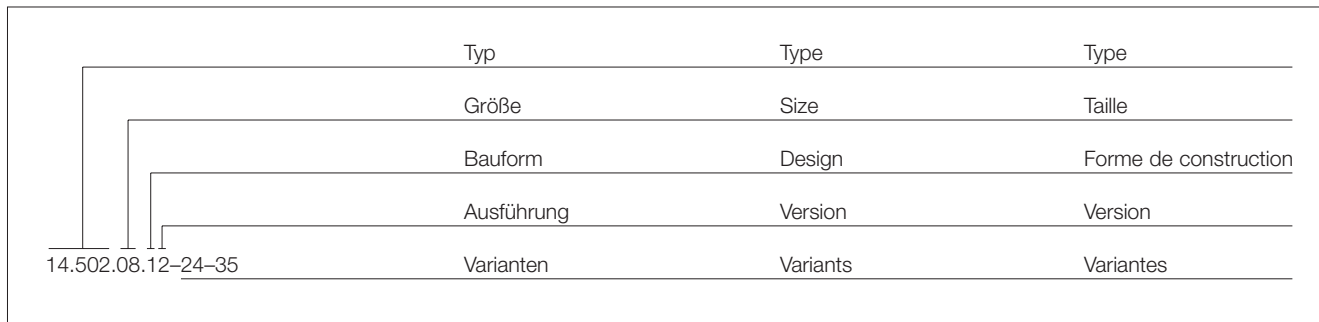 Typ Type Type
Größe Size Taille
Bauform Design Forme de construction
Ausführung Version Version
14.502.08.12–24–35 Varianten Variants Variantes